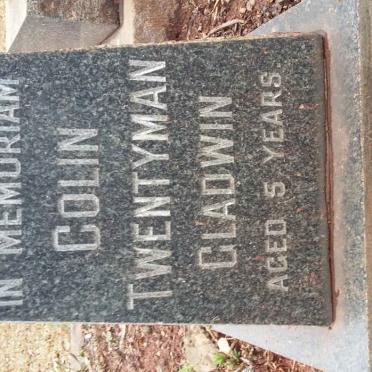 IN MEMORIAM
COLIN
TWENTYMAN
GLADWIN
AGED 5 YEARS